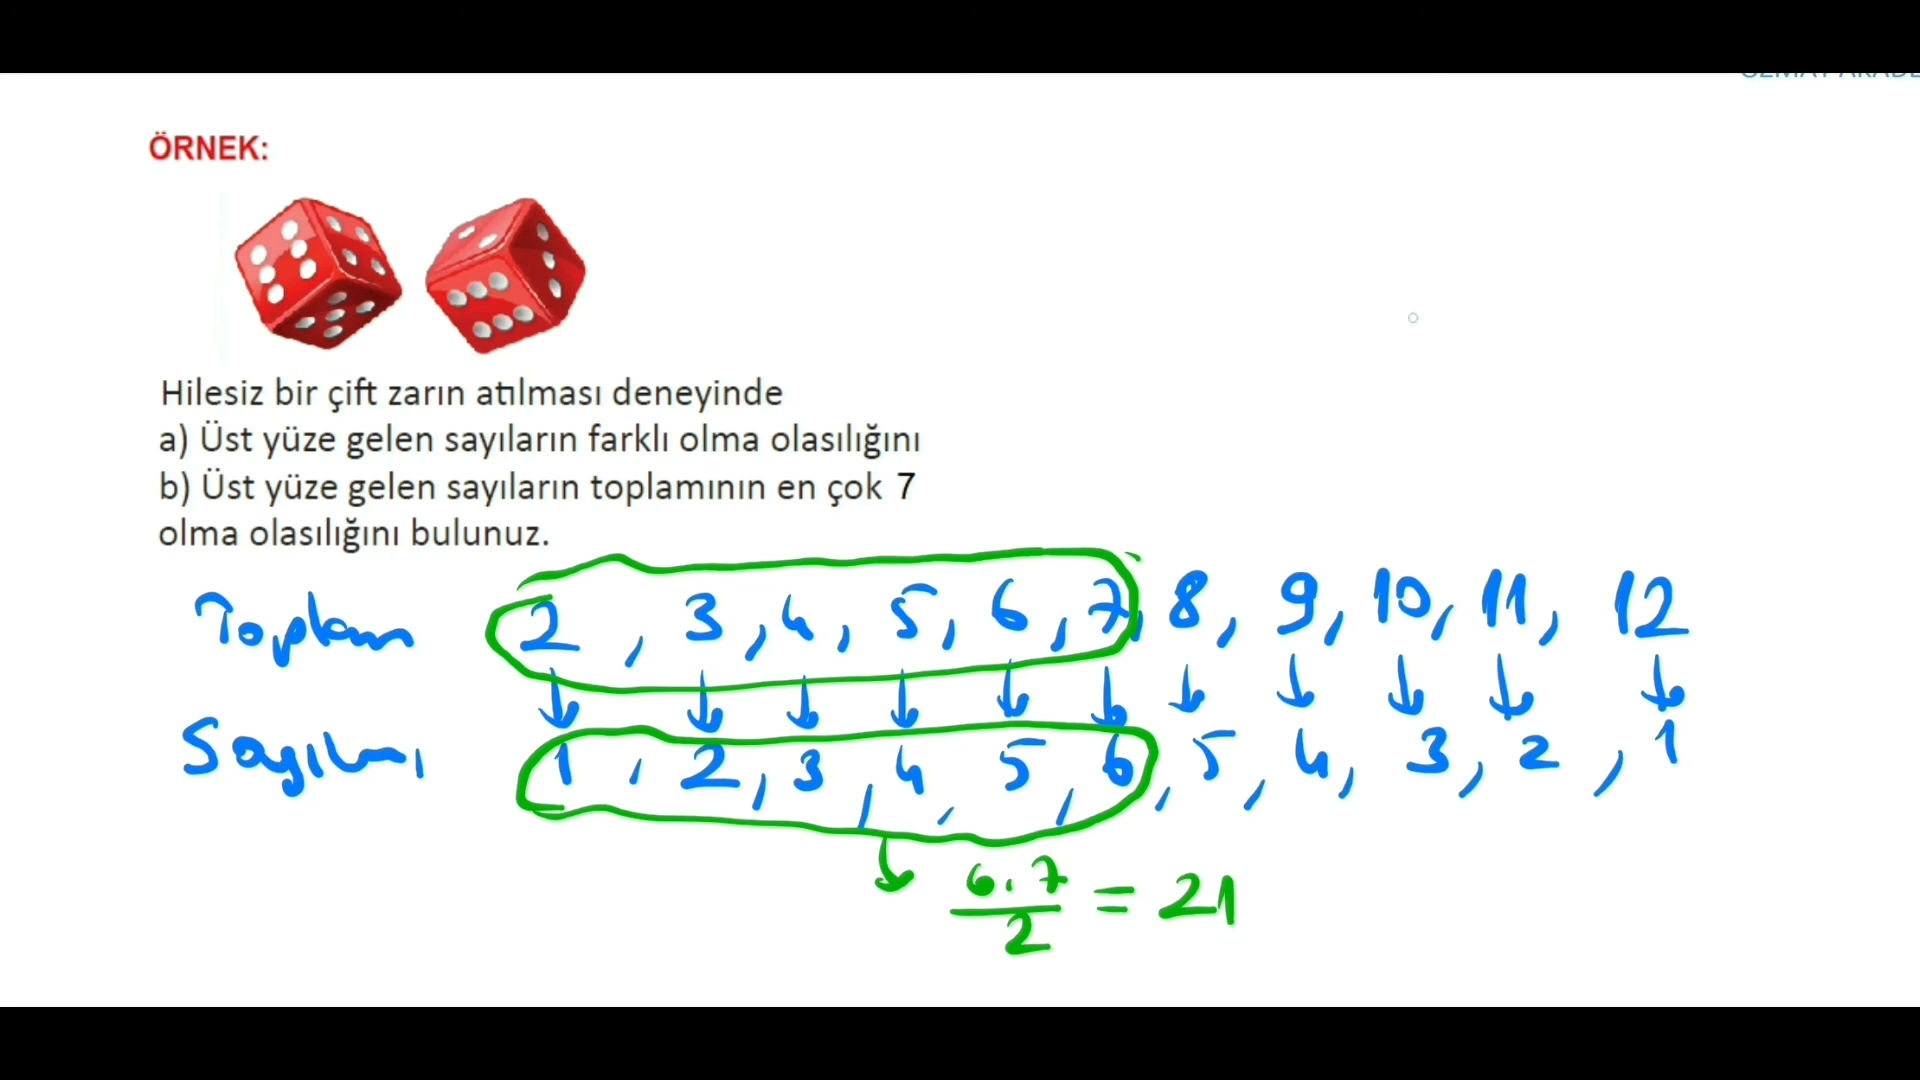 ÖRNEK:
Hilesiz bir çift zarın atılması deneyinde
a) Üst yüze gelen sayıların farklı olma olasılığını
b) Üst yüze gelen sayıların toplamının en çok 7
olma olasılığını bulunuz.
Toplam 2, 3, 4, 5, 6, 7, 8, 9, 10, 11, 12
1, 2, 3, 4, 5, 6, 5, 4, 3, 2, 1
6.7/2 = 21